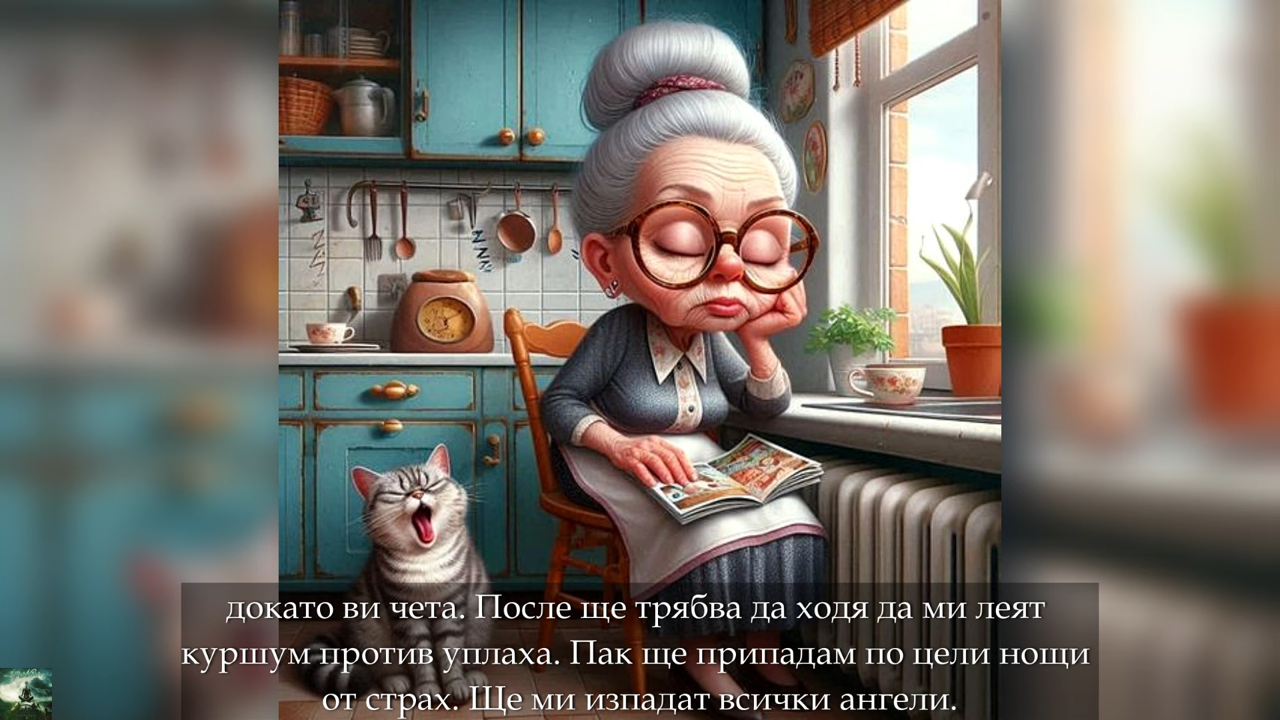 докато ви чета. После ще трябва да ходя да ми леят
куршум против уплаха. Пак ще припадам по цели нощи
от страх. Ще ми изпадат всички ангели.